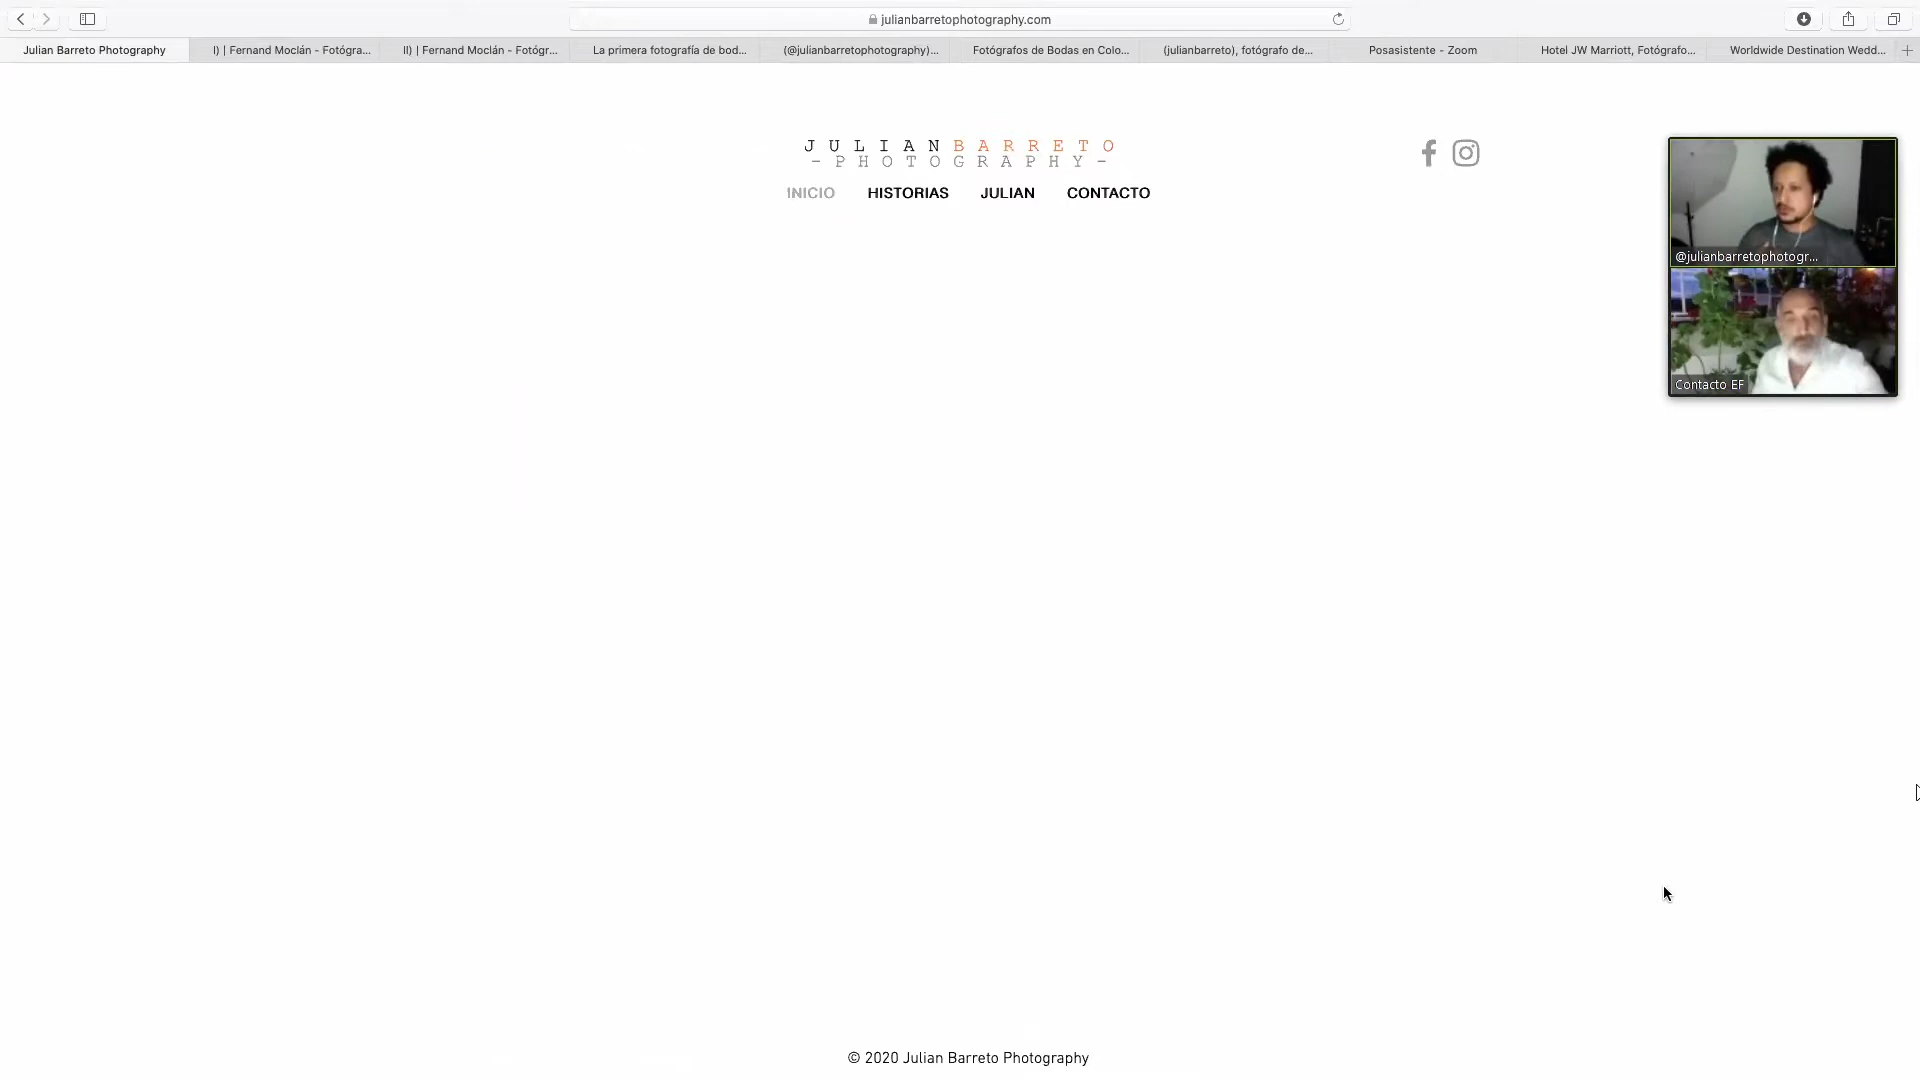 julianbarretophotography.com
Julian Barreto Photography
I) | Fernand Moclán - Fotógra...
II) | Fernand Moclán - Fotógr...
La primera fotografía de bod...
(@julianbarretophotography)...
Fotógrafos de Bodas en Colo...
(julianbarreto), fotógrafo de...
Posasistente - Zoom
Hotel JW Marriott, Fotógrafo...
Worldwide Destination Wedd...
JULIANBARRETO
-PHOTOGRAPHY-
INICIO HISTORIAS JULIAN CONTACTO
@julianbarretophotogr...
Contacto EF
© 2020 Julian Barreto Photography